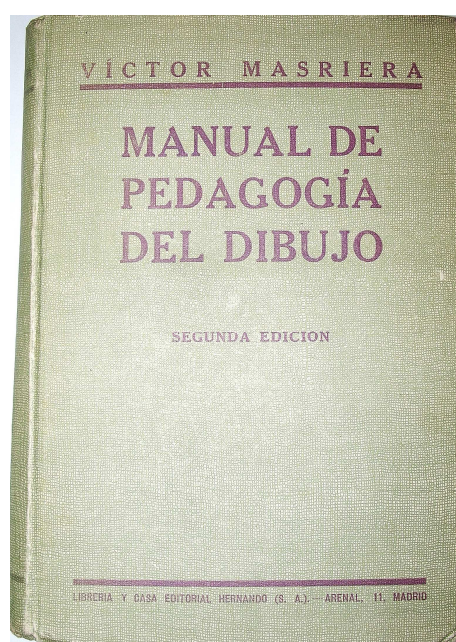 VÍCTOR MASRIERA
MANUAL DE
PEDAGOGÍA
DEL DIBUJO
SEGUNDA EDICION
LIBRERIA Y CASA EDITORIAL HERNANDO (S. A.).—ARENAL, 11, MADRID